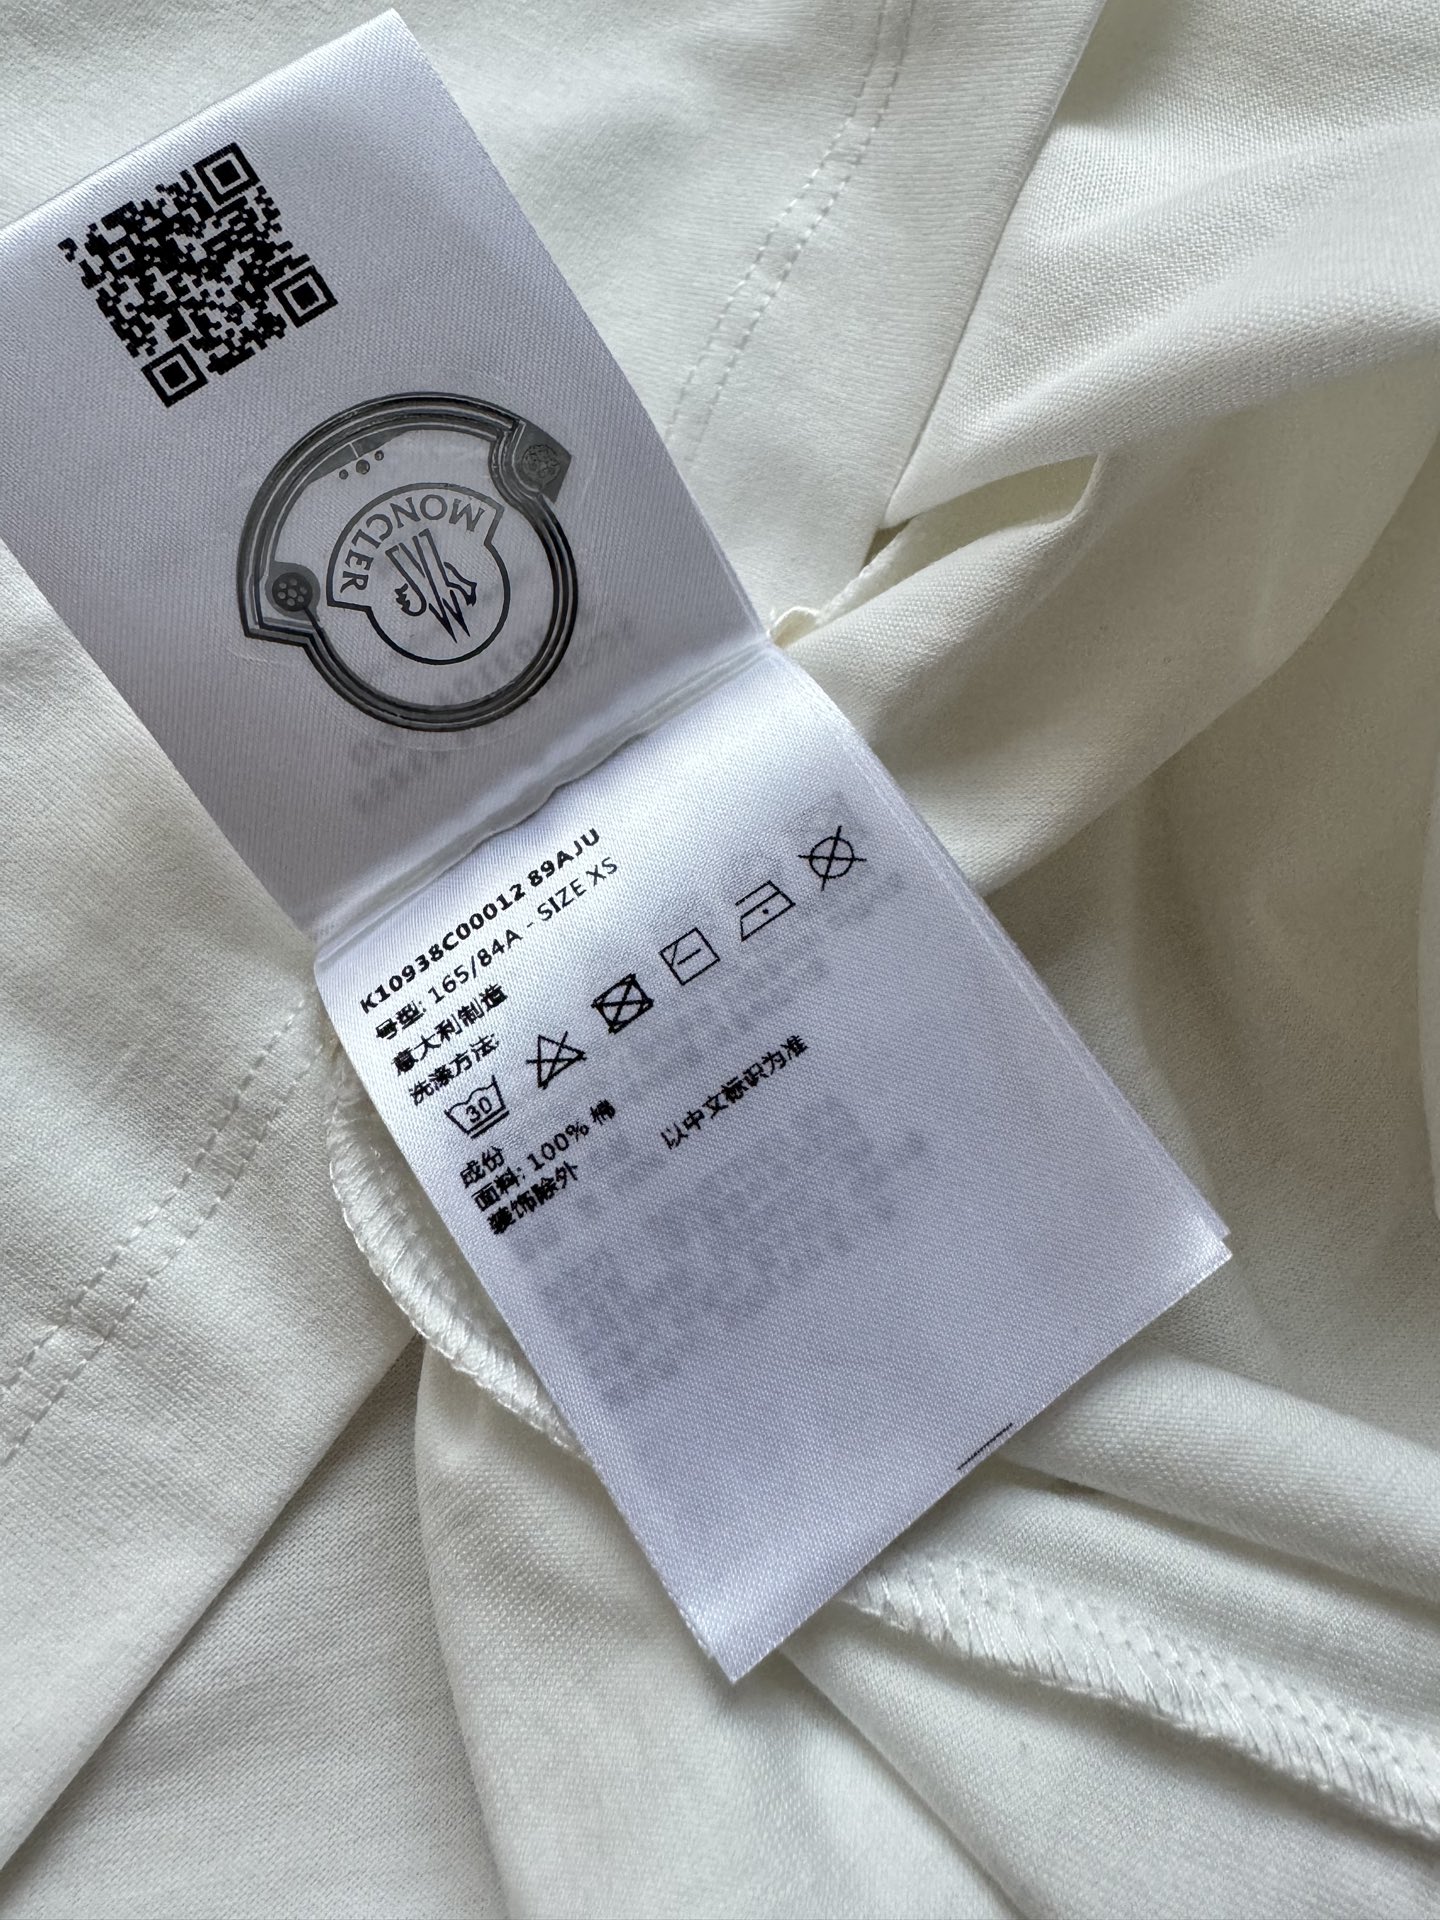 MONCLER
K10938C00012 89AJU
号型: 165/84A - SIZE XS
意大利制造
洗涤方法:
30
成份
面料: 100% 棉
装饰除外
以中文标识为准